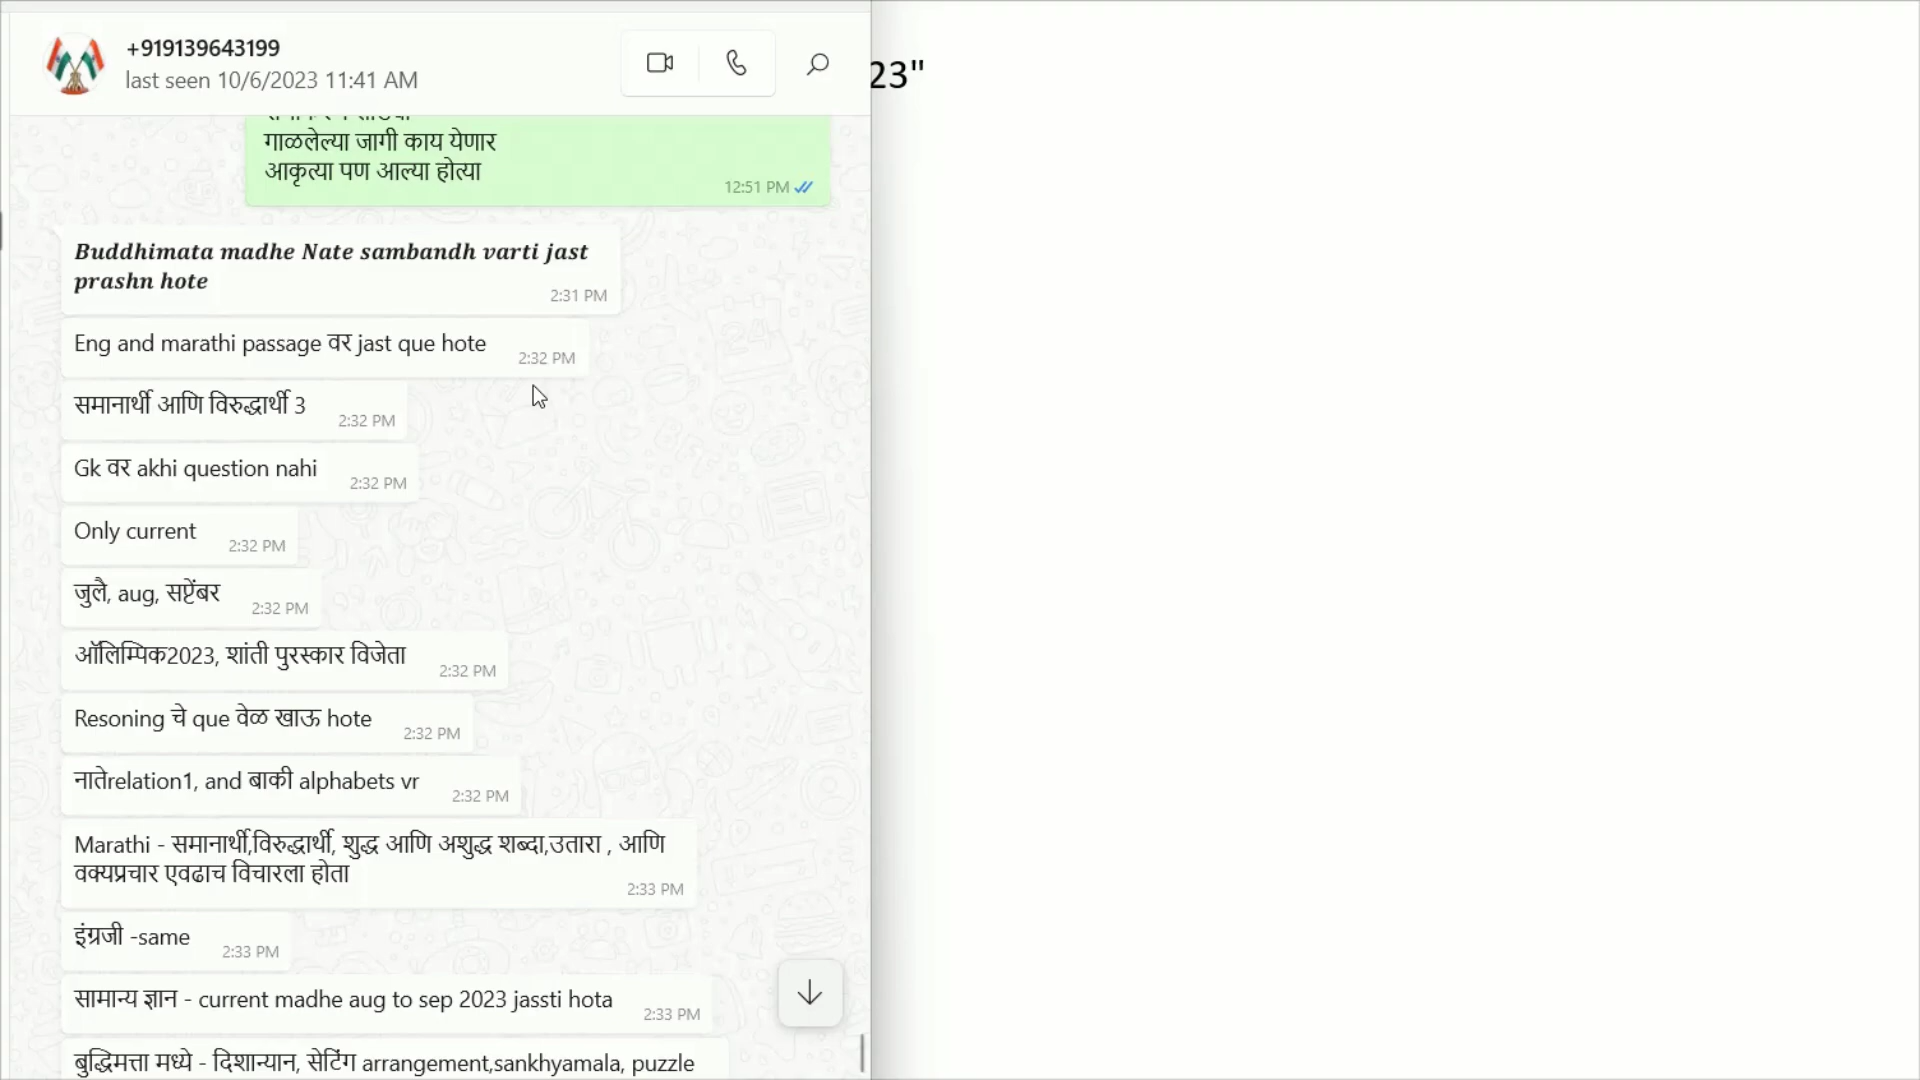 +919139643199
last seen 10/6/2023 11:41 AM
23"
गाळलेल्या जागी काय येणार
आकृत्या पण आल्या होत्या
12:51 PM
Buddhimata madhe Nate sambandh varti jast
prashn hote
2:31 PM
Eng and marathi passage वर jast que hote
2:32 PM
समानार्थी आणि विरुद्धार्थी 3
2:32 PM
Gk वर akhi question nahi
2:32 PM
Only current
2:32 PM
जुलै, aug, सप्टेंबर
2:32 PM
ऑलिम्पिक2023, शांती पुरस्कार विजेता
2:32 PM
Resoning चे que वेळ खाऊ hote
2:32 PM
नातेrelation1, and बाकी alphabets vr
2:32 PM
Marathi - समानार्थी,विरुद्धार्थी, शुद्ध आणि अशुद्ध शब्दा,उतारा , आणि
वक्यप्रचार एवढाच विचारला होता
2:33 PM
इंग्रजी -same
2:33 PM
सामान्य ज्ञान - current madhe aug to sep 2023 jassti hota
2:33 PM
बुद्धिमत्ता मध्ये - दिशान्यान, सेटिंग arrangement,sankhyamala, puzzle